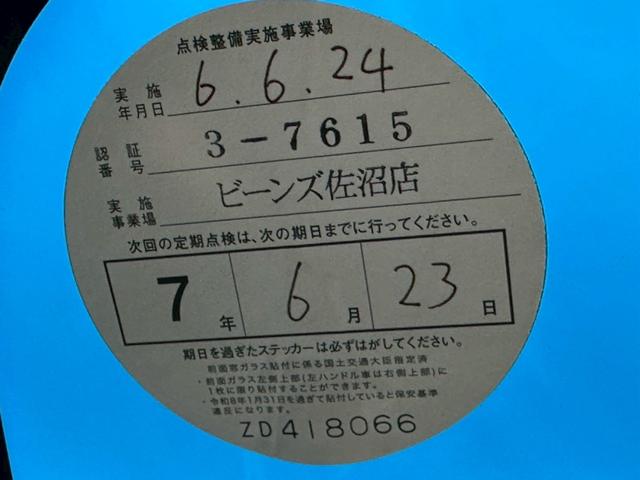 点検整備実施事業場
実施年月日 6.6.24
認証番号 3-7615
実施事業場 ビーンズ佐沼店
次回の定期点検は、次の期日までに行ってください。
7年 6月 23日
期日を過ぎたステッカーは必ずはがしてください。
前面窓ガラス貼付に係る国土交通大臣指定済
・前面ガラス左側上部(左ハンドル車は右側上部)に
1枚に限り貼付することができます。
・令和8年1月31日を過ぎて貼付していると保安基準
違反になります。
ZD418066